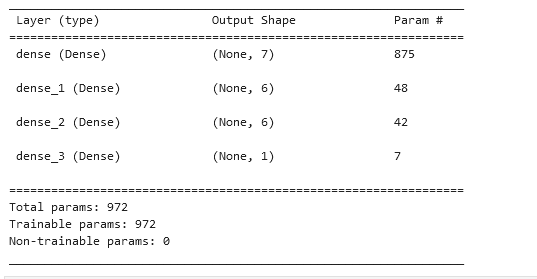 Layer (type) Output Shape Param #
=================================================================
dense (Dense) (None, 7) 875
dense_1 (Dense) (None, 6) 48
dense_2 (Dense) (None, 6) 42
dense_3 (Dense) (None, 1) 7
=================================================================
Total params: 972
Trainable params: 972
Non-trainable params: 0